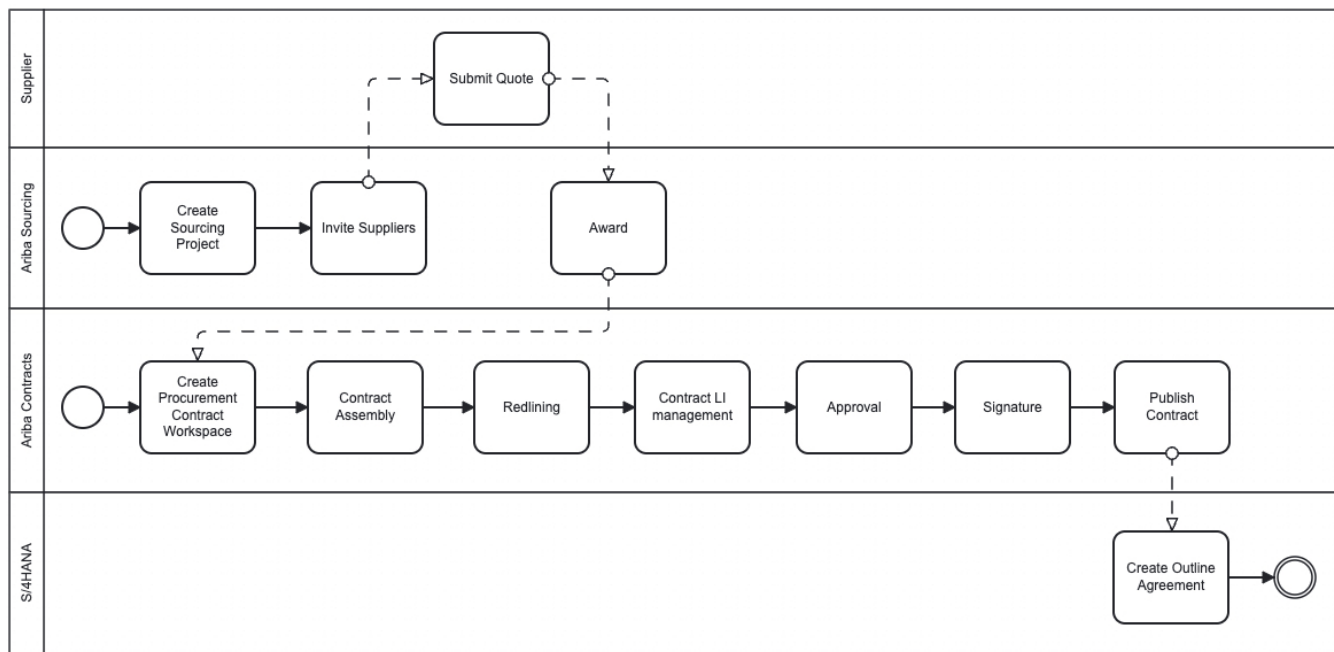 Supplier
Submit Quote
Ariba Sourcing
Create
Sourcing
Project
Invite Suppliers
Award
Ariba Contracts
Create
Procurement
Contract
Workspace
Contract
Assembly
Redlining
Contract LI
management
Approval
Signature
Publish
Contract
S/4HANA
Create Outline
Agreement